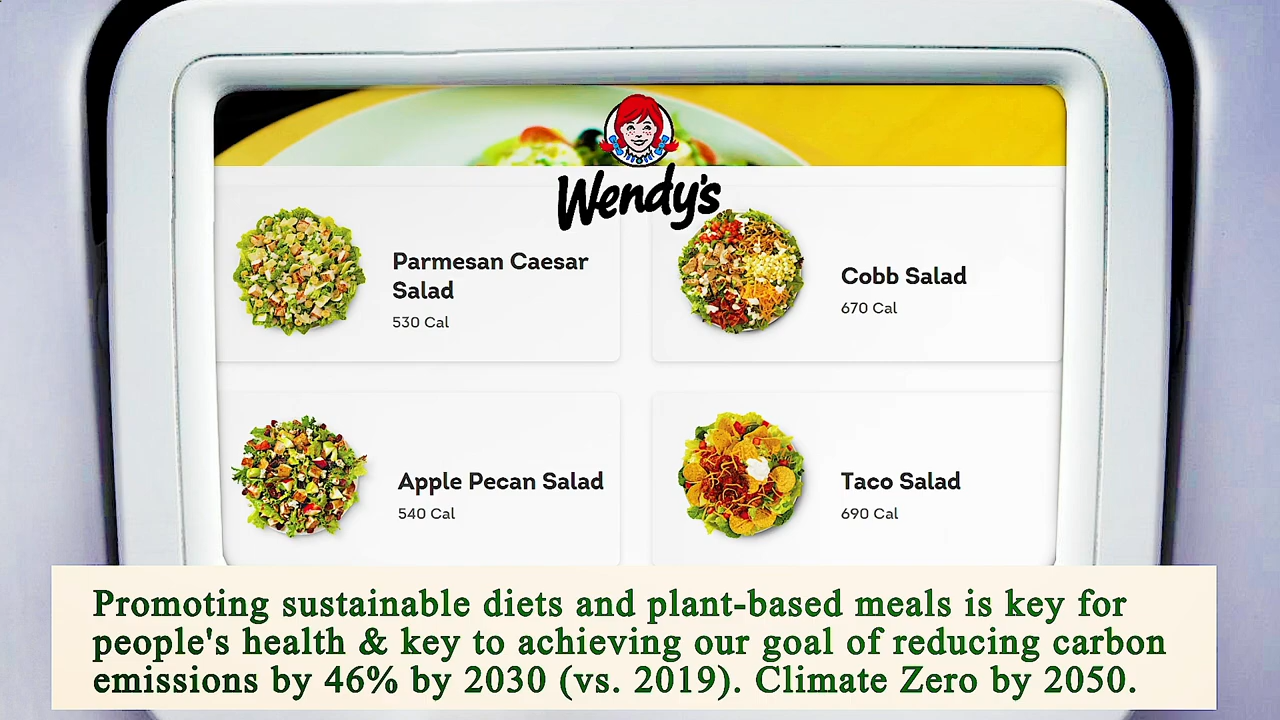 Wendy's
Parmesan Caesar
Salad
530 Cal
Cobb Salad
670 Cal
Apple Pecan Salad
540 Cal
Taco Salad
690 Cal
Promoting sustainable diets and plant-based meals is key for
people's health & key to achieving our goal of reducing carbon
emissions by 46% by 2030 (vs. 2019). Climate Zero by 2050.